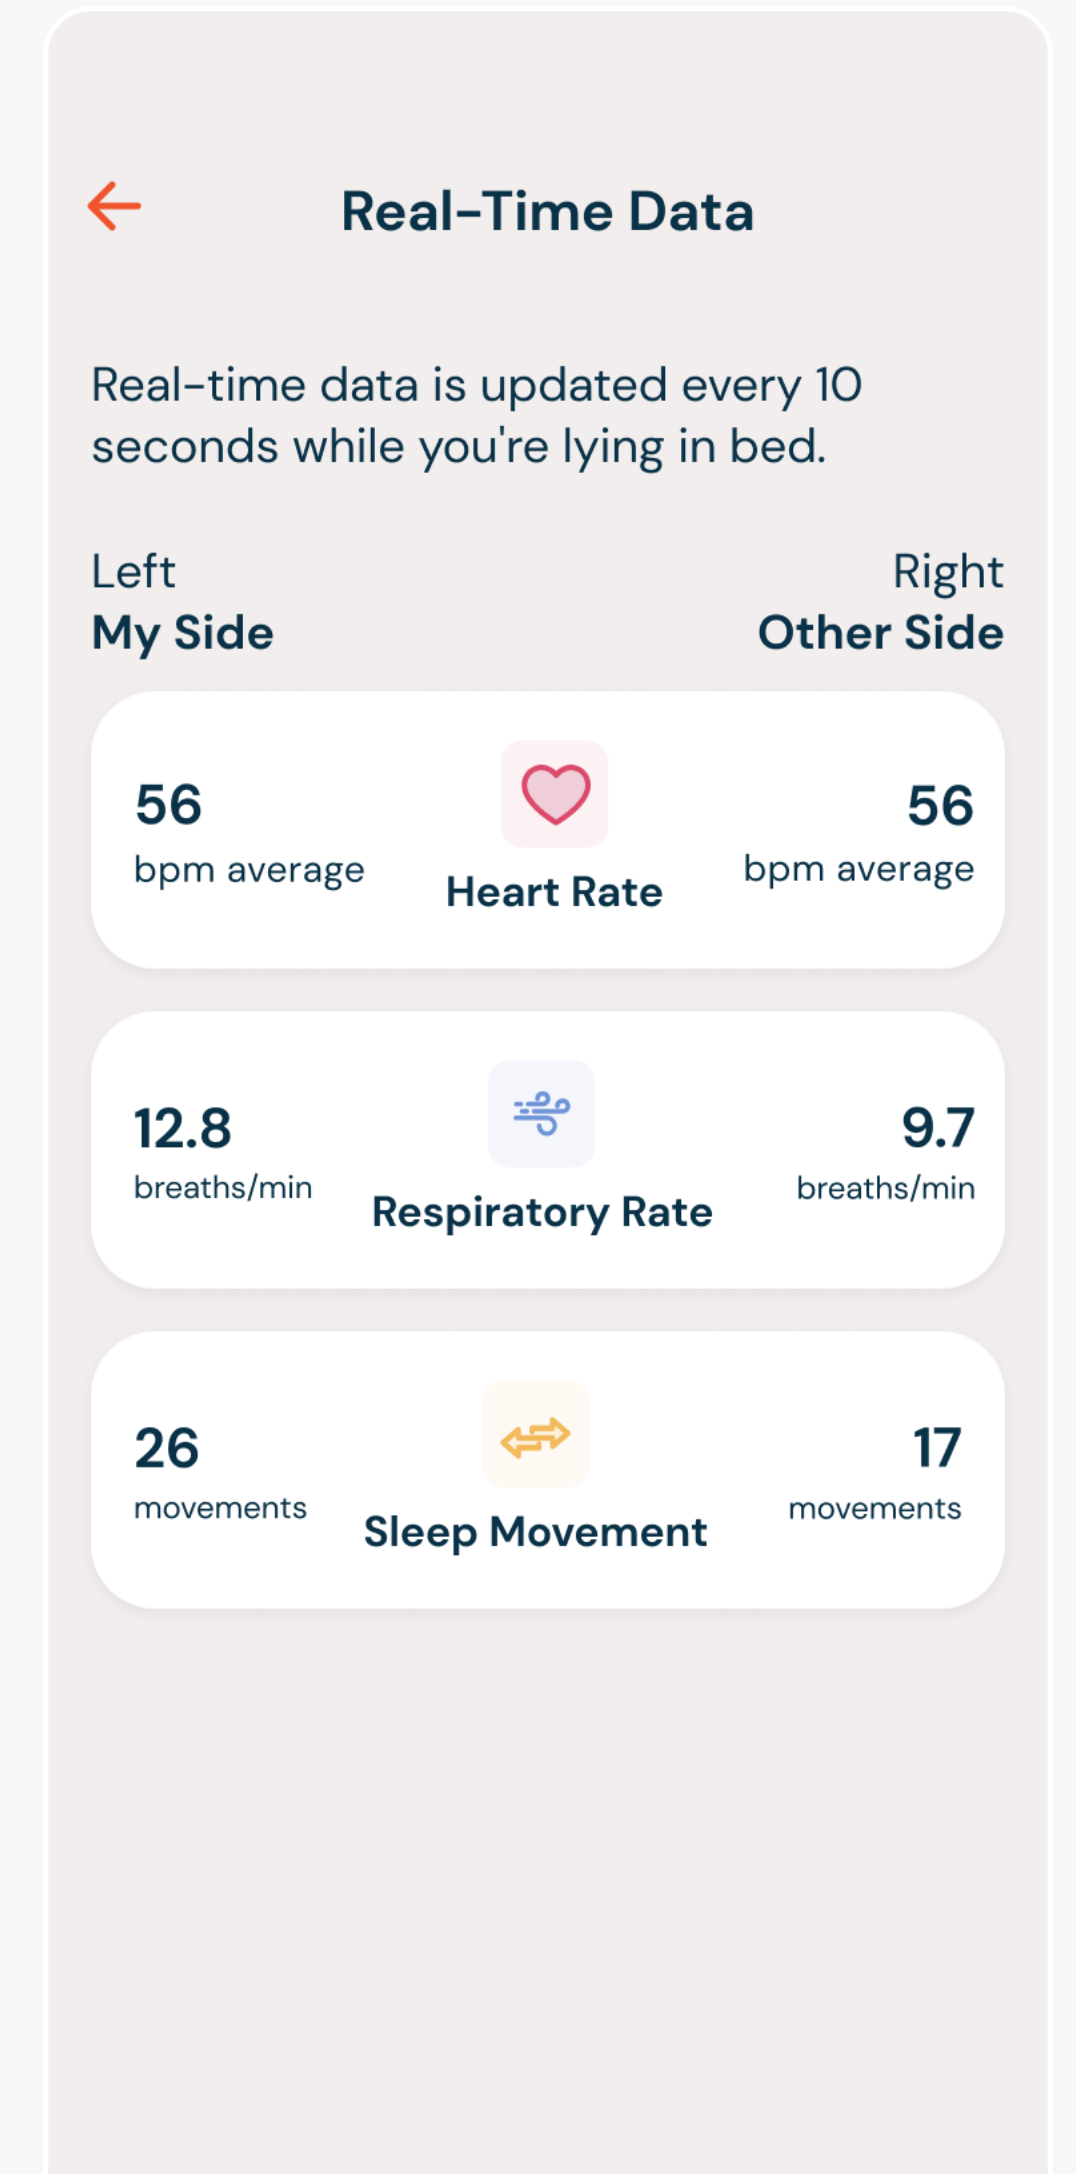 Real-Time Data
Real-time data is updated every 10
seconds while you're lying in bed.
Left
Right
My Side
Other Side
56
56
bpm average
bpm average
Heart Rate
12.8
9.7
breaths/min
breaths/min
Respiratory Rate
26
17
movements
movements
Sleep Movement